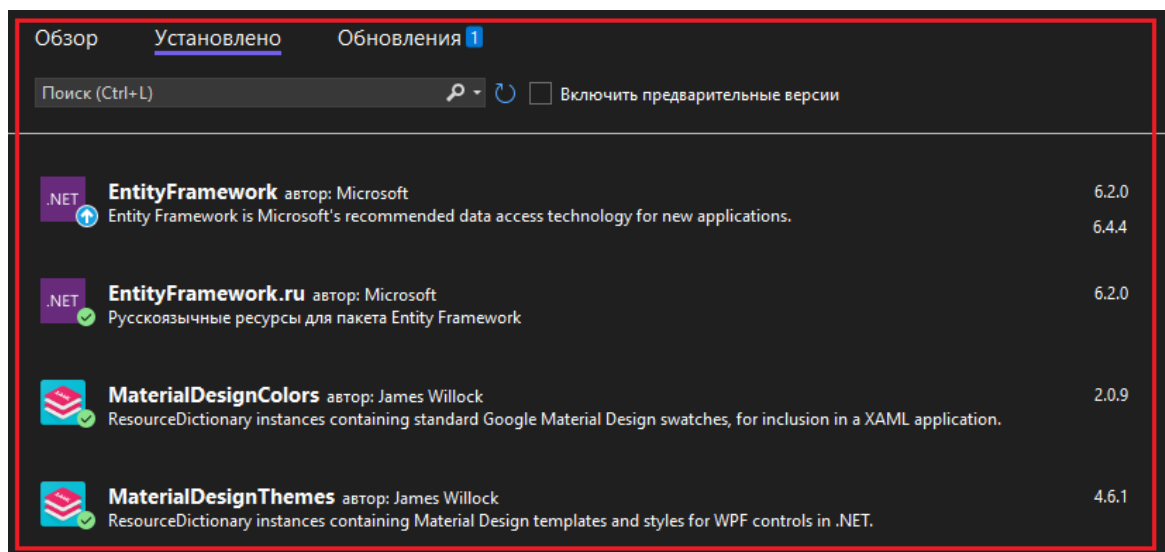 Обзор Установлено Обновления 1
Поиск (Ctrl+L) Включить предварительные версии
.NET EntityFramework автор: Microsoft 6.2.0
Entity Framework is Microsoft's recommended data access technology for new applications. 6.4.4
.NET EntityFramework.ru автор: Microsoft 6.2.0
Русскоязычные ресурсы для пакета Entity Framework
MaterialDesignColors автор: James Willock 2.0.9
ResourceDictionary instances containing standard Google Material Design swatches, for inclusion in a XAML application.
MaterialDesignThemes автор: James Willock 4.6.1
ResourceDictionary instances containing Material Design templates and styles for WPF controls in .NET.